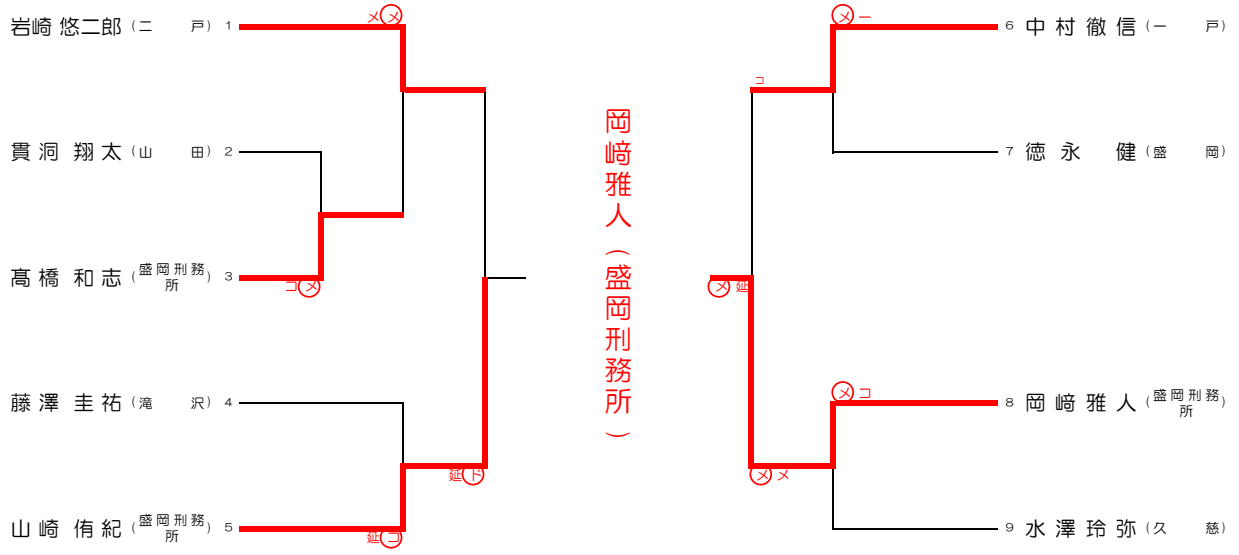 岩崎 悠二郎 (二 戸) 1
メメ
貫洞 翔太 (山 田) 2
髙橋 和志 (盛岡刑務所) 3
コメ
藤澤 圭祐 (滝 沢) 4
延ド
山崎 侑紀 (盛岡刑務所) 5
延コ
岡﨑雅人(盛岡刑務所)
メ一
6 中村徹信 (一 戸)
コ
7 徳永 健 (盛 岡)
メ延
メコ
8 岡﨑雅人 (盛岡刑務所)
メメ
9 水澤玲弥 (久 慈)